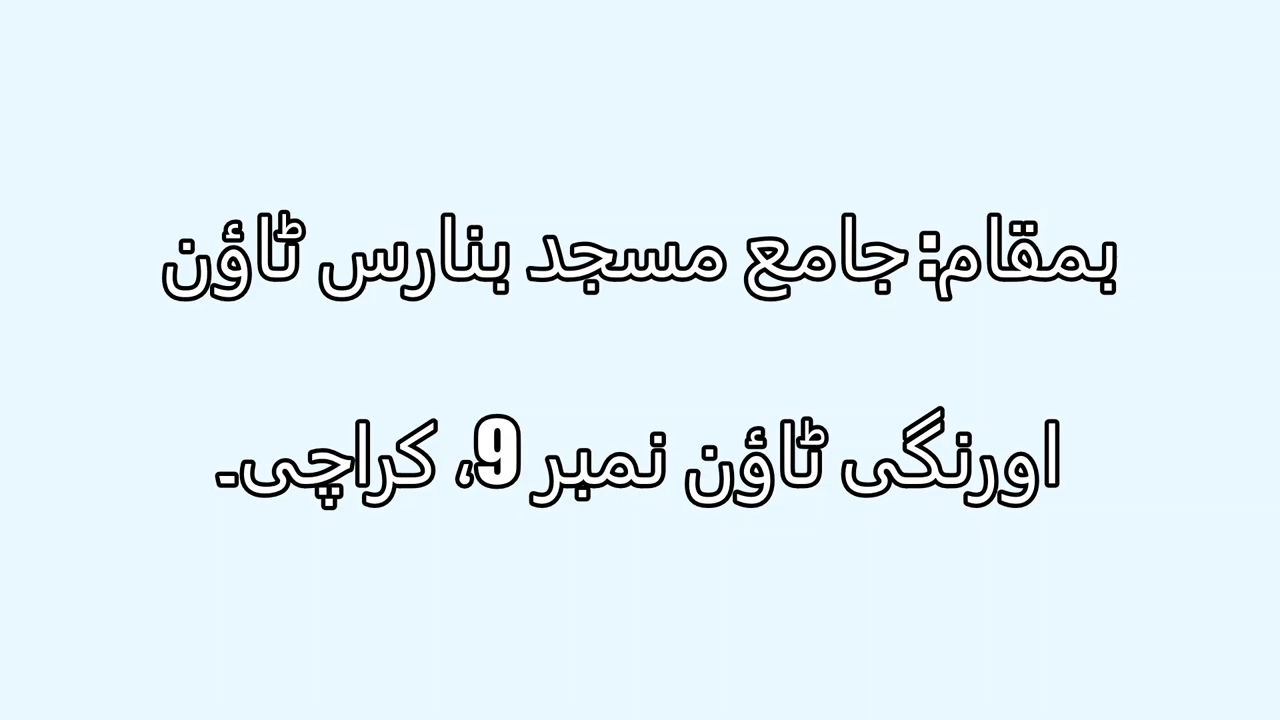 بمقام: جامع مسجد بنارس ٹاؤن
اورنگی ٹاؤن نمبر 9، کراچی۔